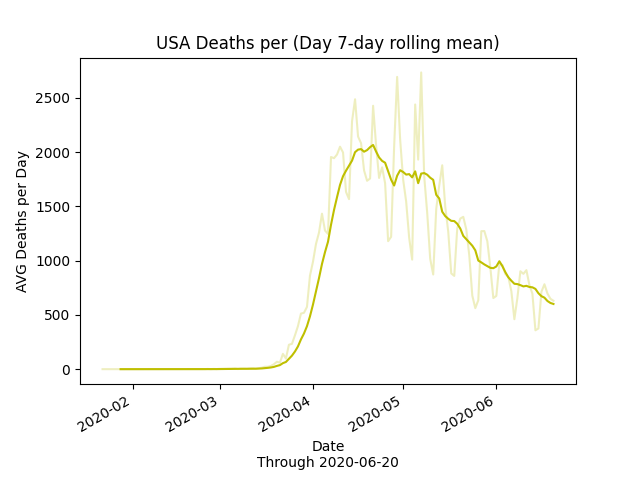 USA Deaths per (Day 7-day rolling mean)
AVG Deaths per Day
2500
2000
1500
1000
500
0
2020-02
2020-03
2020-04
2020-05
2020-06
Date
Through 2020-06-20